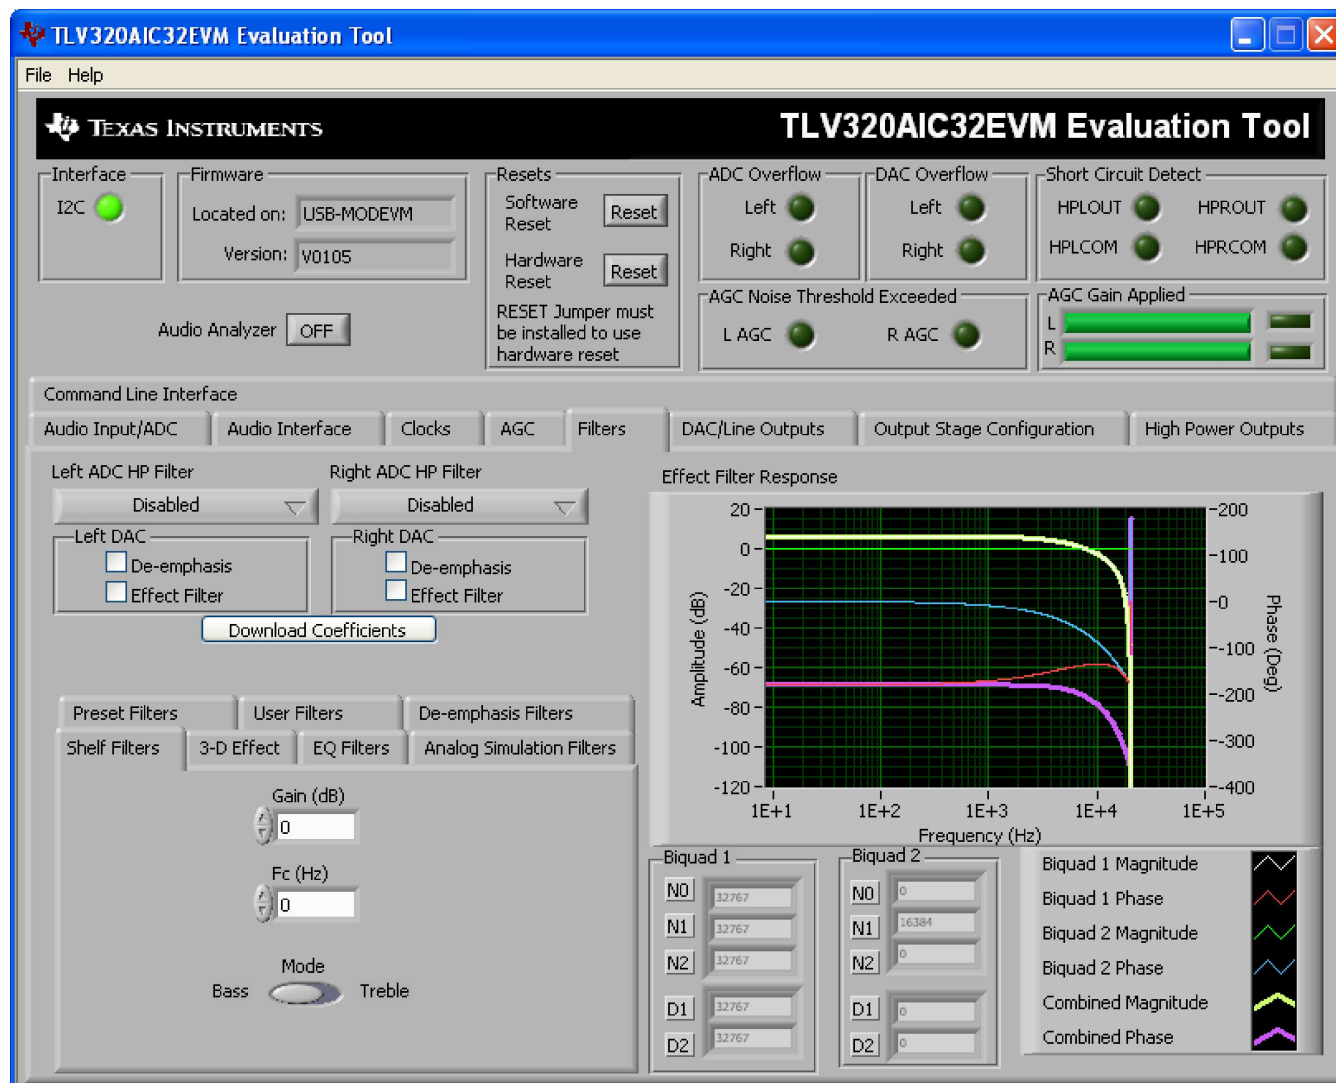 TLV320AIC32EVM Evaluation Tool
File Help
TEXAS INSTRUMENTS
TLV320AIC32EVM Evaluation Tool
Interface
I2C
Firmware
Located on: USB-MODEVM
Version: V0105
Audio Analyzer OFF
Resets
Software
Reset
Reset
Hardware
Reset
Reset
RESET Jumper must
be installed to use
hardware reset
ADC Overflow
Left
Right
DAC Overflow
Left
Right
Short Circuit Detect
HPLOUT HPROUT
HPLCOM HPRCOM
AGC Noise Threshold Exceeded
L AGC R AGC
AGC Gain Applied
L
R
Command Line Interface
Audio Input/ADC Audio Interface Clocks AGC Filters DAC/Line Outputs Output Stage Configuration High Power Outputs
Left ADC HP Filter
Disabled
Right ADC HP Filter
Disabled
Left DAC
De-emphasis
Effect Filter
Right DAC
De-emphasis
Effect Filter
Download Coefficients
Preset Filters User Filters De-emphasis Filters
Shelf Filters 3-D Effect EQ Filters Analog Simulation Filters
Gain (dB)
0
Fc (Hz)
0
Mode
Bass Treble
Effect Filter Response
Amplitude (dB)
20
0
-20
-40
-60
-80
-100
-120
-200
-100
-0
--100
--200
--300
--400
Phase (Deg)
1E+1 1E+2 1E+3 1E+4 1E+5
Frequency (Hz)
Biquad 1
N0 32767
N1 32767
N2 32767
D1 32767
D2 32767
Biquad 2
N0 0
N1 16384
N2 0
D1 0
D2 0
Biquad 1 Magnitude
Biquad 1 Phase
Biquad 2 Magnitude
Biquad 2 Phase
Combined Magnitude
Combined Phase